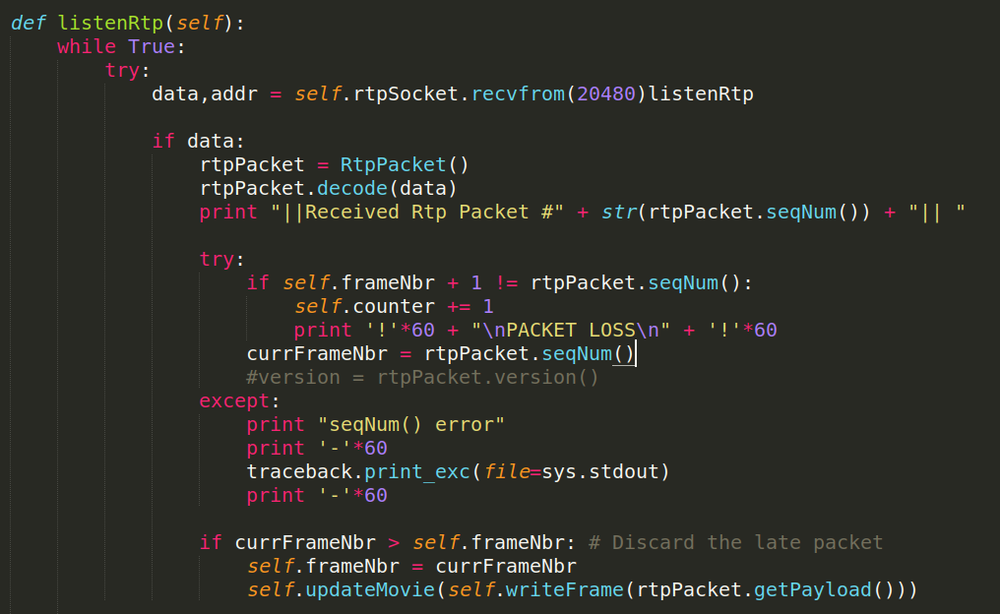 def listenRtp(self):
    while True:
        try:
            data,addr = self.rtpSocket.recvfrom(20480)listenRtp

            if data:
                rtpPacket = RtpPacket()
                rtpPacket.decode(data)
                print "||Received Rtp Packet #" + str(rtpPacket.seqNum()) + "|| "

                try:
                    if self.frameNbr + 1 != rtpPacket.seqNum():
                        self.counter += 1
                        print '!'*60 + "\nPACKET LOSS\n" + '!'*60
                    currFrameNbr = rtpPacket.seqNum()
                    #version = rtpPacket.version()
                except:
                    print "seqNum() error"
                    print '-'*60
                    traceback.print_exc(file=sys.stdout)
                    print '-'*60

                if currFrameNbr > self.frameNbr: # Discard the late packet
                    self.frameNbr = currFrameNbr
                    self.updateMovie(self.writeFrame(rtpPacket.getPayload()))